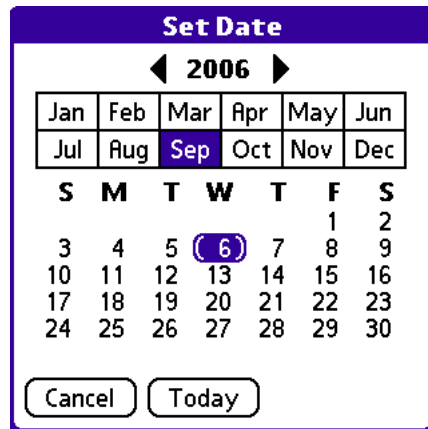 Set Date
2006
Jan Feb Mar Apr May Jun
Jul Aug Sep Oct Nov Dec
S M T W T F S
1 2
3 4 5 ( 6) 7 8 9
10 11 12 13 14 15 16
17 18 19 20 21 22 23
24 25 26 27 28 29 30
Cancel Today